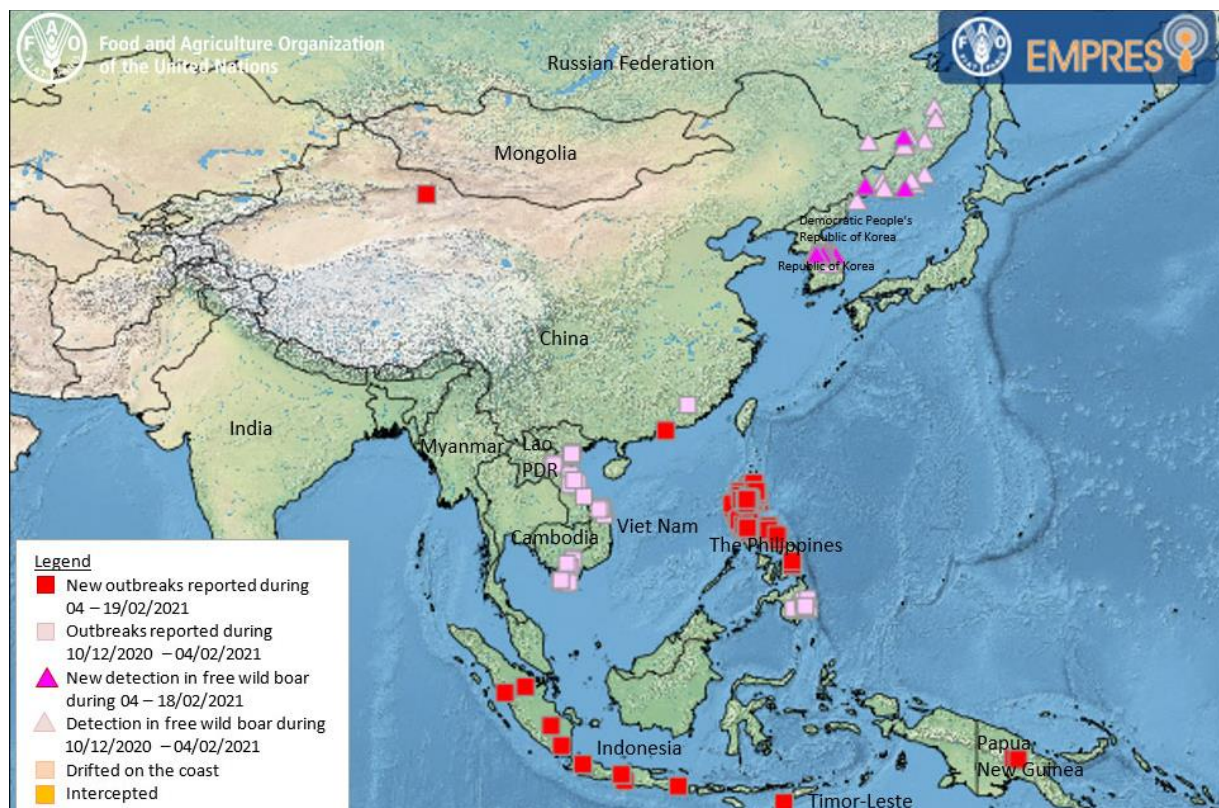 Food and Agriculture Organization
of the United Nations
EMPRES
Russian Federation
Mongolia
Democratic People's
Republic of Korea
Republic of Korea
China
India
Myanmar
Lao
PDR
Viet Nam
Cambodia
The Philippines
Legend
New outbreaks reported during
04 – 19/02/2021
Outbreaks reported during
10/12/2020 – 04/02/2021
New detection in free wild boar
during 04 – 18/02/2021
Detection in free wild boar during
10/12/2020 – 04/02/2021
Drifted on the coast
Intercepted
Indonesia
Papua
New Guinea
Timor-Leste